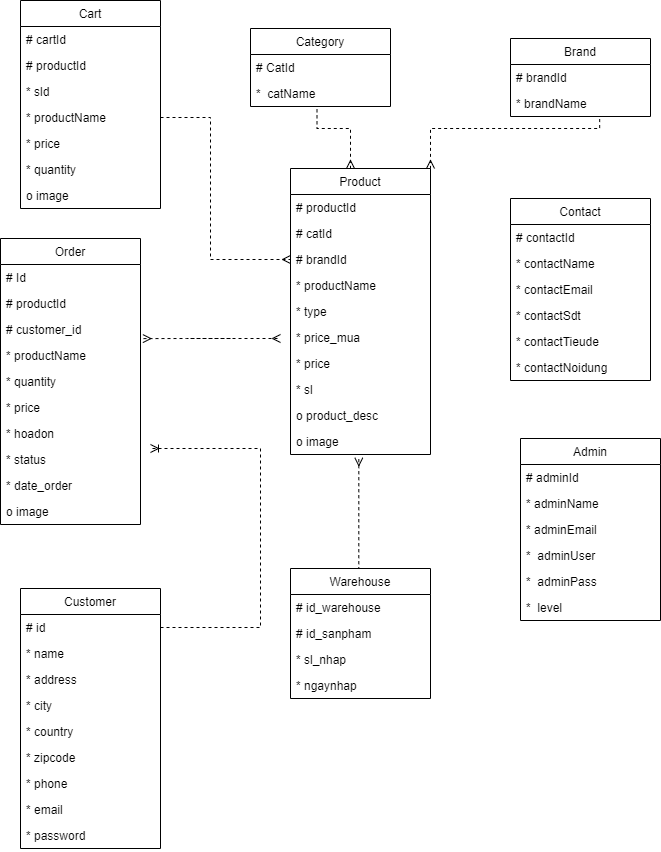 Cart
# cartId
# productId
* sId
* productName
* price
* quantity
o image
Category
# CatId
* catName
Brand
# brandId
* brandName
Product
# productId
# catId
# brandId
* productName
* type
* price_mua
* price
* sl
o product_desc
o image
Contact
# contactId
* contactName
* contactEmail
* contactSdt
* contactTieude
* contactNoidung
Order
# Id
# productId
# customer_id
* productName
* quantity
* price
* hoadon
* status
* date_order
o image
Admin
# adminId
* adminName
* adminEmail
* adminUser
* adminPass
* level
Customer
# id
* name
* address
* city
* country
* zipcode
* phone
* email
* password
Warehouse
# id_warehouse
# id_sanpham
* sl_nhap
* ngaynhap